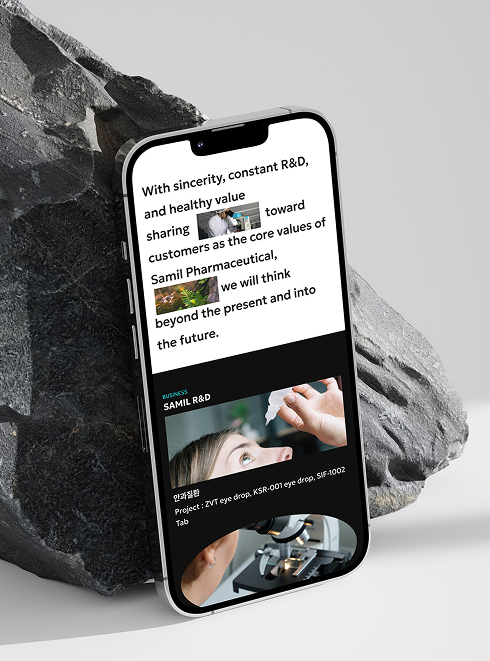 With sincerity, constant R&D,
and healthy value
sharing toward
customers as the core values of
Samil Pharmaceutical,
we will think
beyond the present and into
the future.
BUSINESS
SAMIL R&D
안과질환
Project : ZVT eye drop, KSR-001 eye drop, SIF-1002
Tab